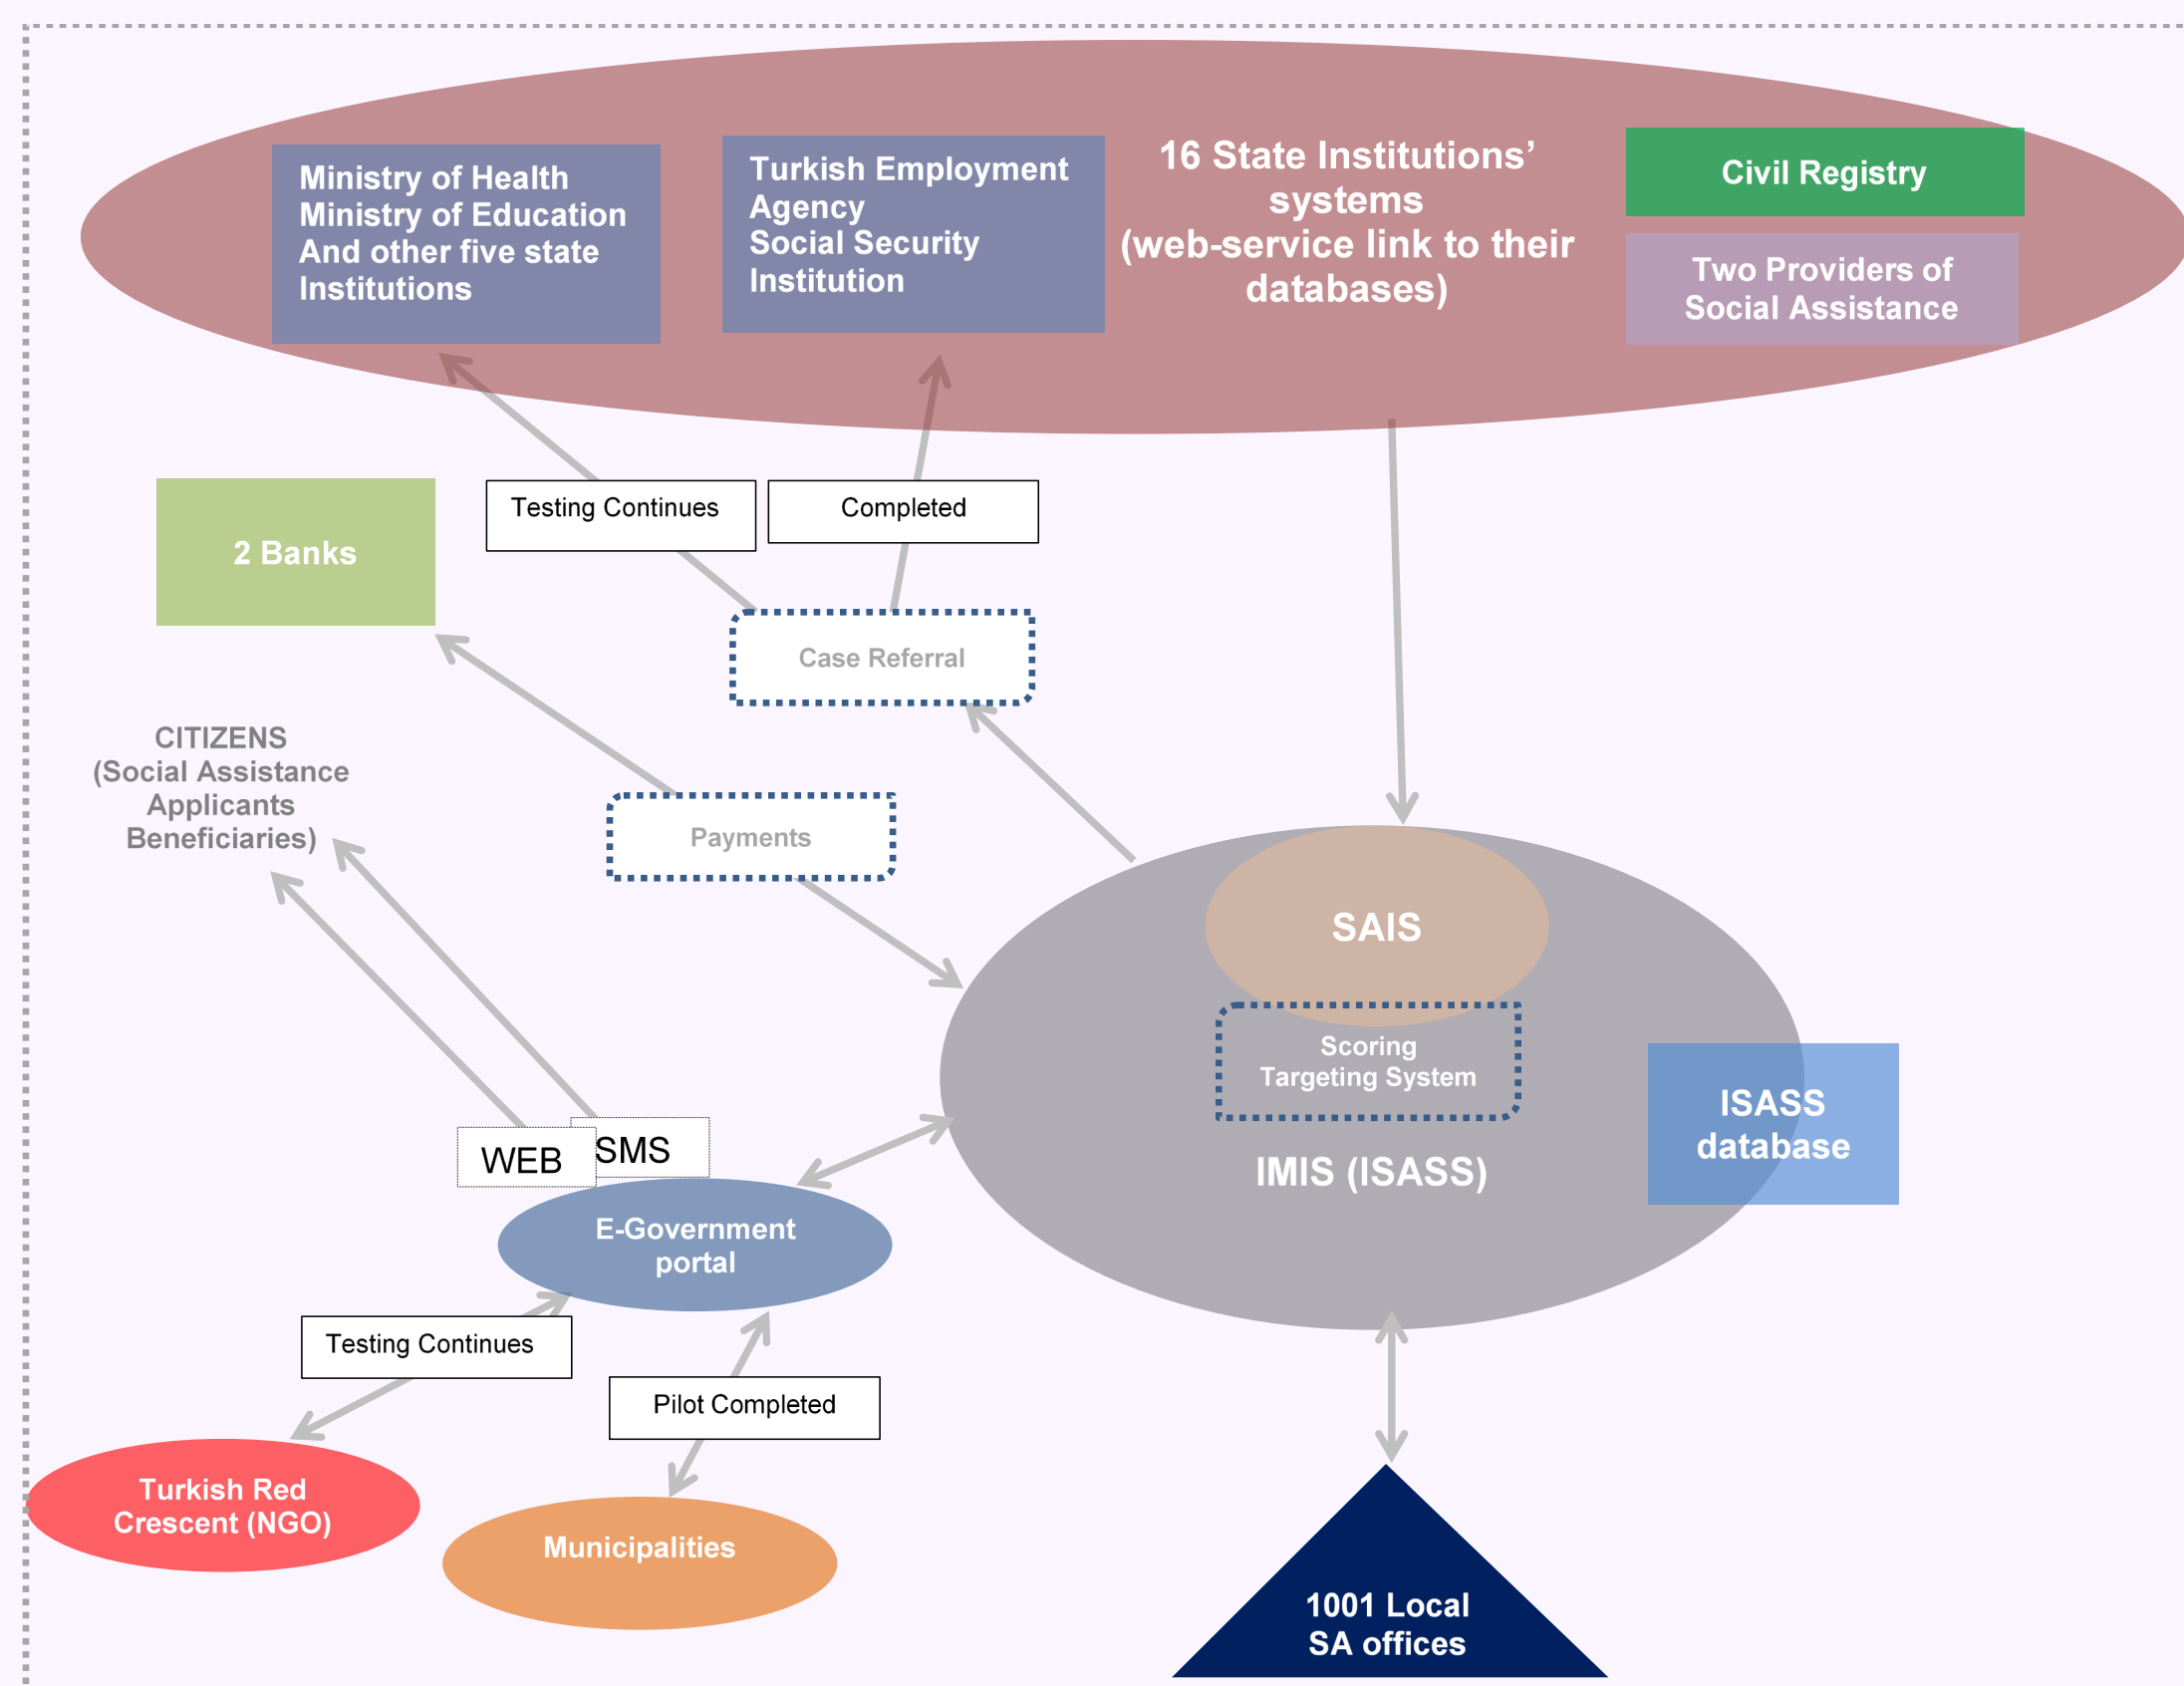 Ministry of Health
Ministry of Education
And other five state
Institutions
Turkish Employment
Agency
Social Security
Institution
16 State Institutions’
systems
(web-service link to their
databases)
Civil Registry
Two Providers of
Social Assistance
Testing Continues
Completed
2 Banks
Case Referral
CITIZENS
(Social Assistance
Applicants
Beneficiaries)
Payments
SAIS
Scoring
Targeting System
IMIS (ISASS)
ISASS
database
WEB
SMS
E-Government
portal
Testing Continues
Pilot Completed
Turkish Red
Crescent (NGO)
Municipalities
1001 Local
SA offices